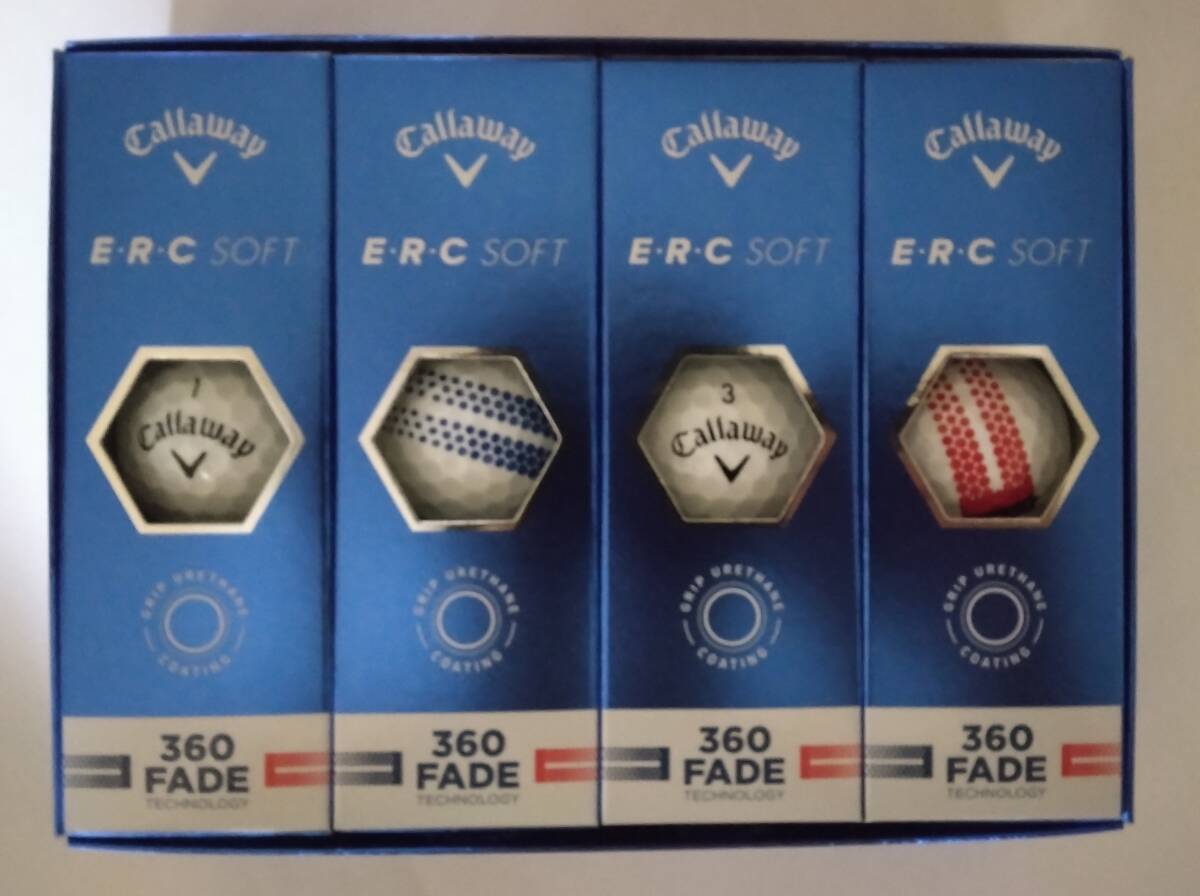 Callaway
E·R·C SOFT
1
Callaway
GRIP URETHANE
COATING
360
FADE
TECHNOLOGY
Callaway
E·R·C SOFT
GRIP URETHANE
COATING
360
FADE
TECHNOLOGY
Callaway
E·R·C SOFT
3
Callaway
GRIP URETHANE
COATING
360
FADE
TECHNOLOGY
Callaway
E·R·C SOFT
GRIP URETHANE
COATING
360
FADE
TECHNOLOGY